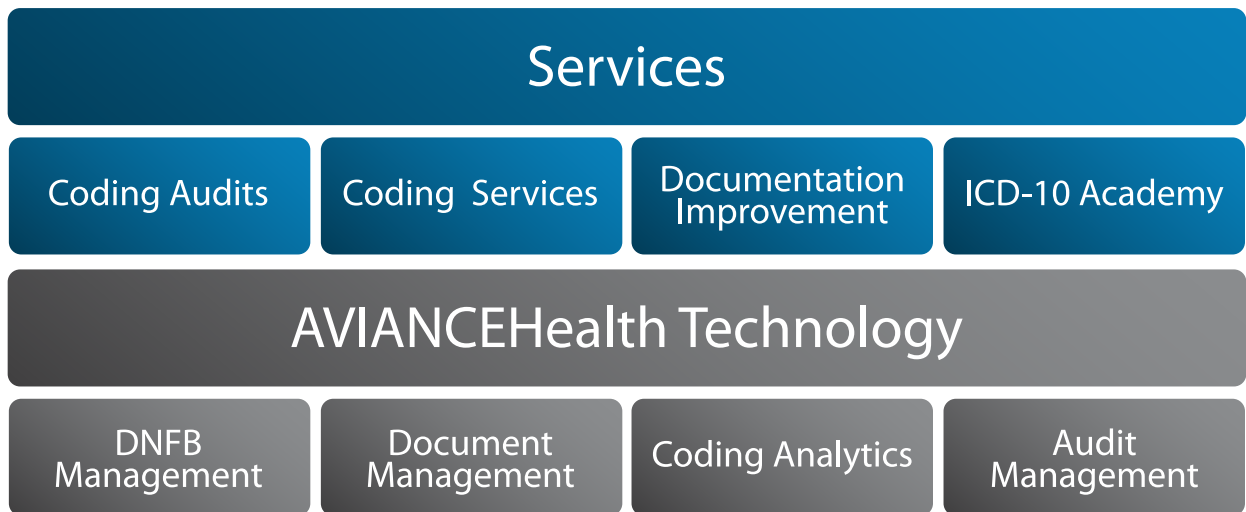 Services
Coding Audits
Coding Services
Documentation
Improvement
ICD-10 Academy
AVIANCEHealth Technology
DNFB
Management
Document
Management
Coding Analytics
Audit
Management